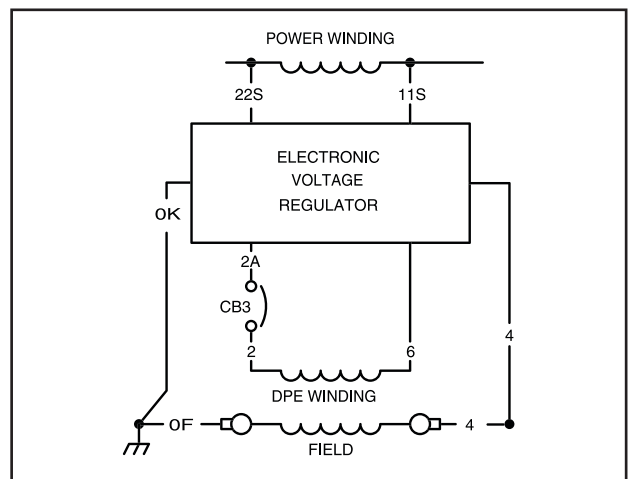 POWER WINDING
22S 11S
ELECTRONIC
VOLTAGE
REGULATOR
0K
2A
CB3
4
2 6
DPE WINDING
0F 4
FIELD